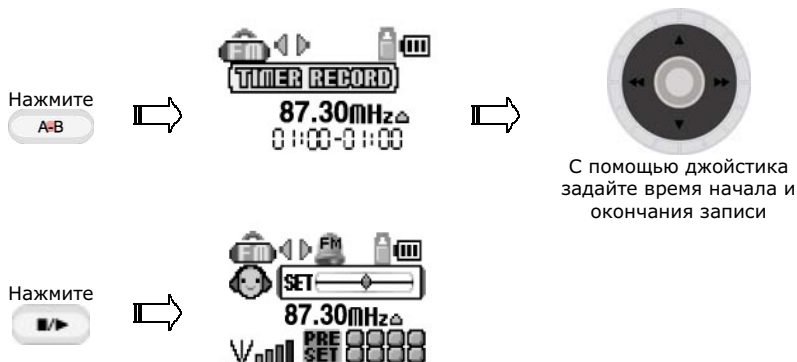 Нажмите
A-B
FM
TIMER RECORD
87.30MHz
01:00-01:00
С помощью джойстика
задайте время начала и
окончания записи
Нажмите
FM FM
SET
87.30MHz
PRE
SET